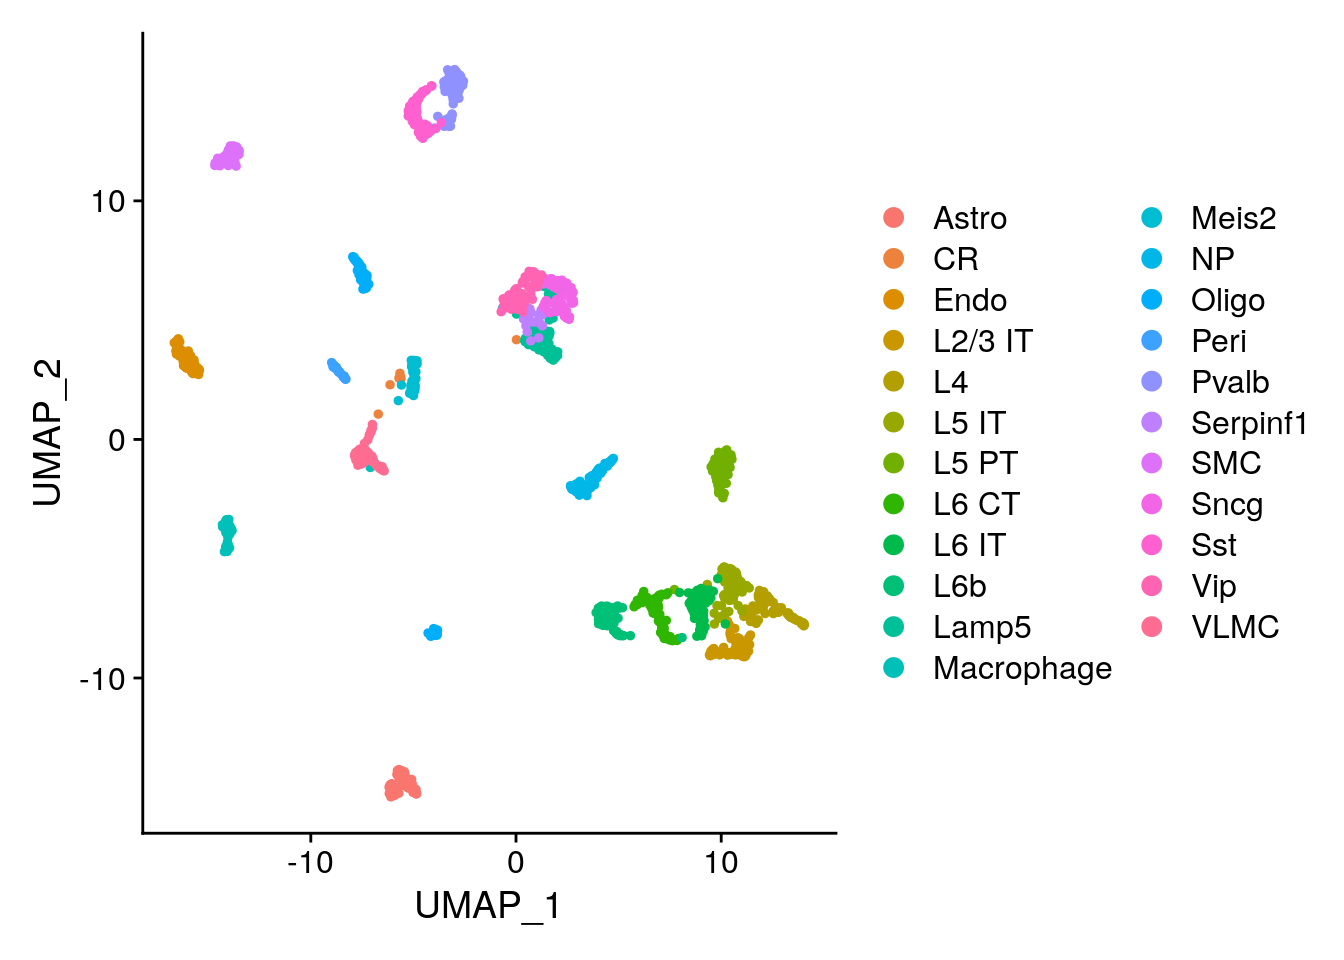 UMAP_2
10
0
-10
-10
0
10
UMAP_1
Astro
CR
Endo
L2/3 IT
L4
L5 IT
L5 PT
L6 CT
L6 IT
L6b
Lamp5
Macrophage
Meis2
NP
Oligo
Peri
Pvalb
Serpinf1
SMC
Sncg
Sst
Vip
VLMC